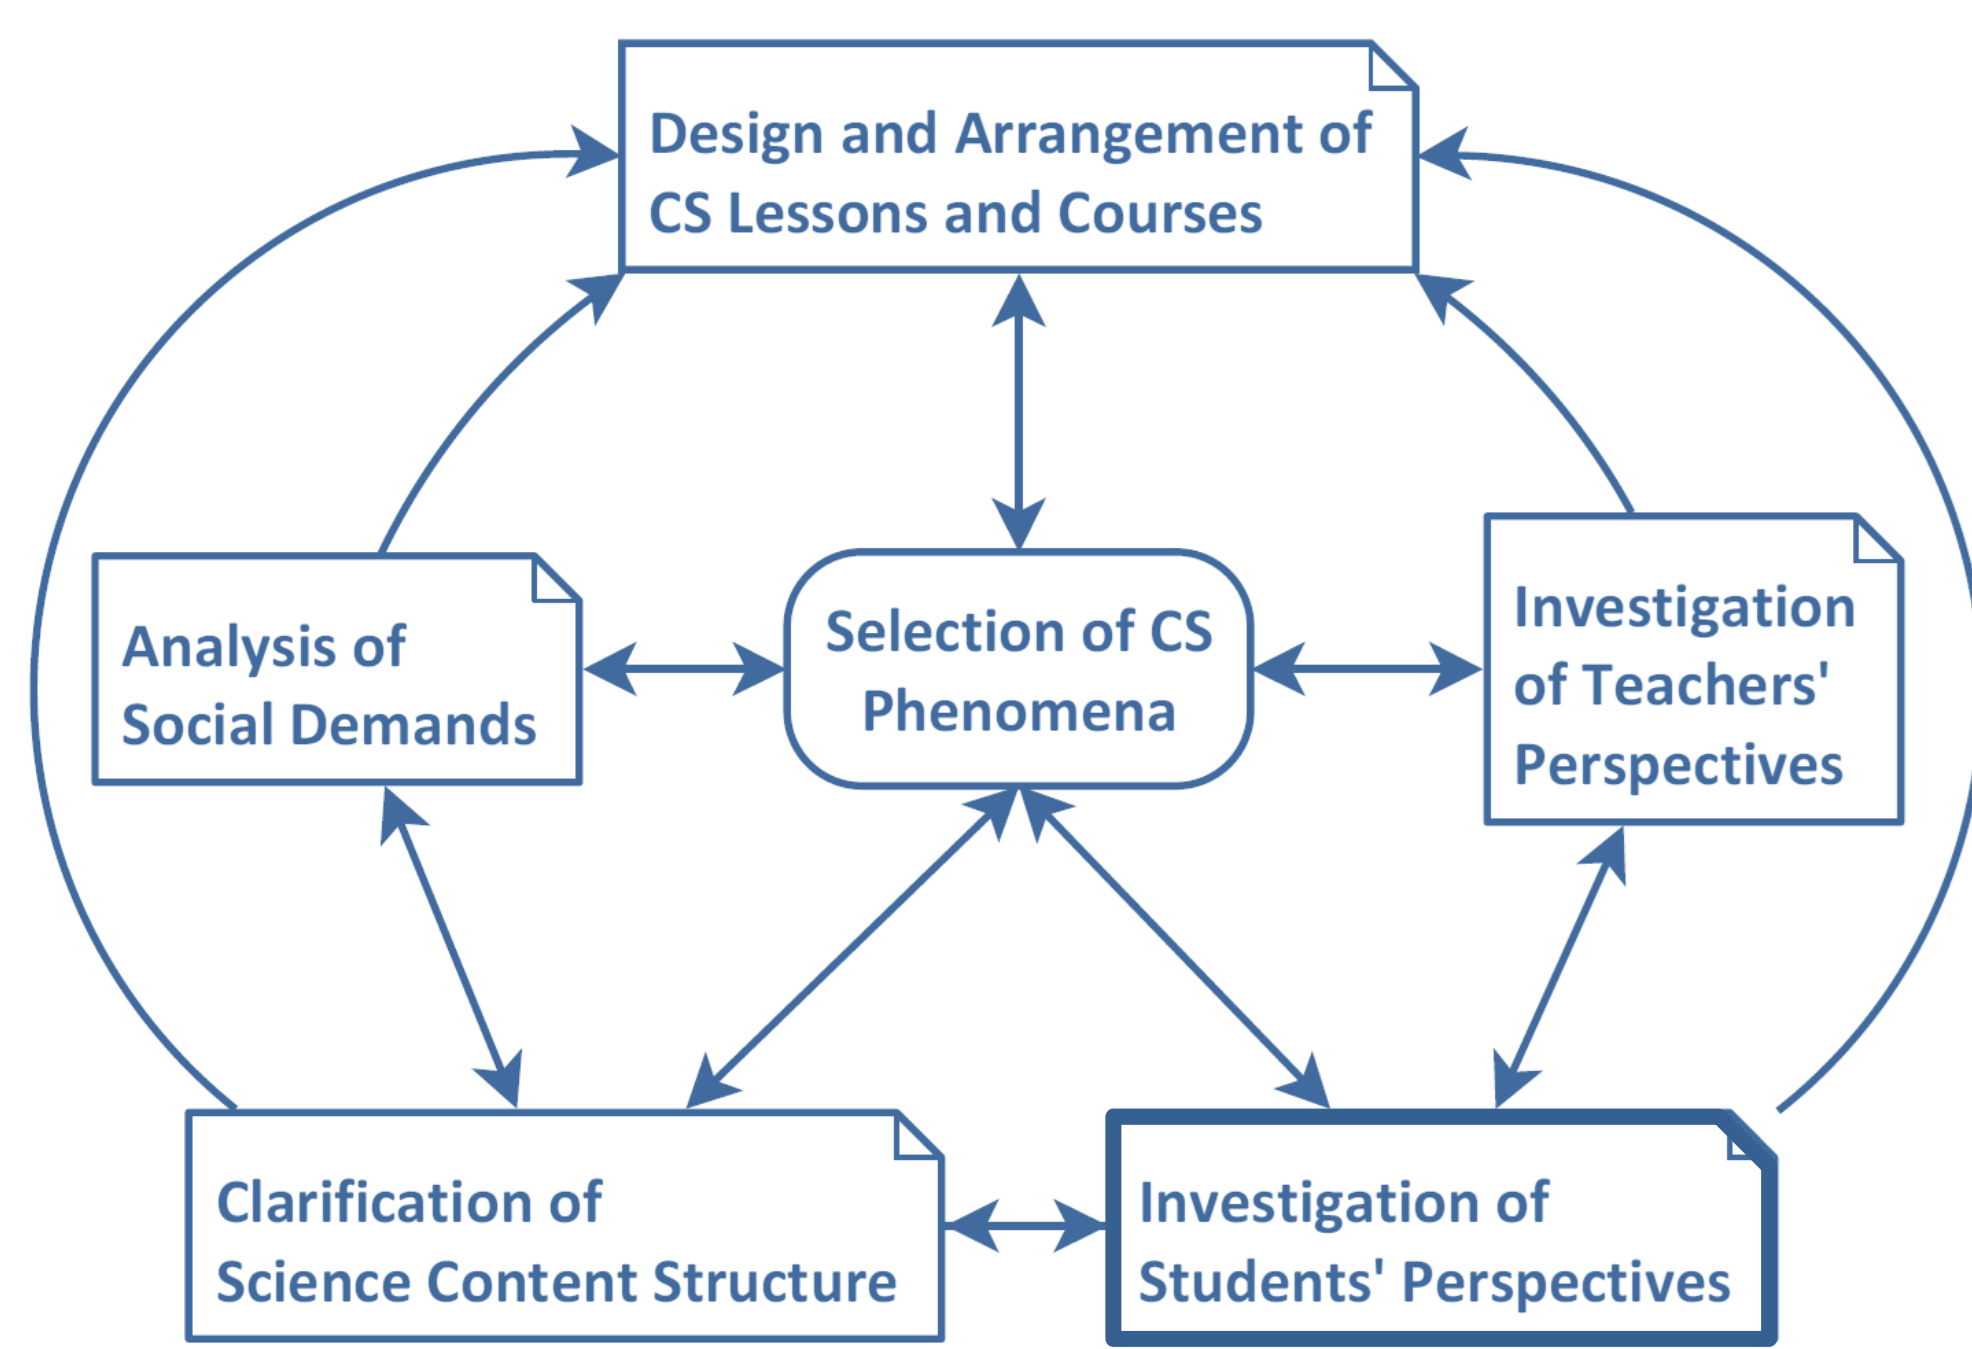 Design and Arrangement of
CS Lessons and Courses
Analysis of
Social Demands
Selection of CS
Phenomena
Investigation
of Teachers'
Perspectives
Clarification of
Science Content Structure
Investigation of
Students' Perspectives